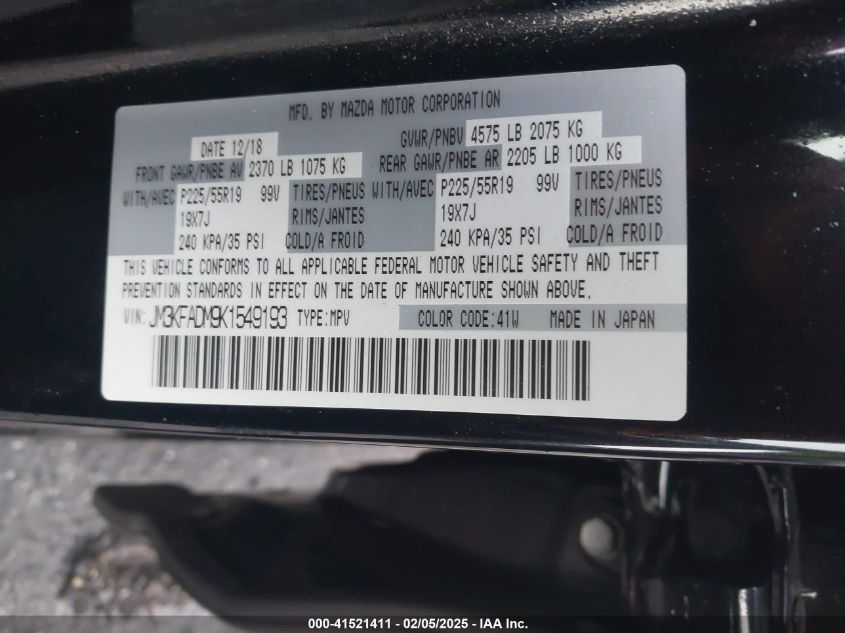 MFD. BY MAZDA MOTOR CORPORATION
DATE 12/18 GVWR/PNBV 4575 LB 2075 KG
FRONT GAWR/PNBE AV 2370 LB 1075 KG REAR GAWR/PNBE AR 2205 LB 1000 KG
WITH/AVEC P225/55R19 99V TIRES/PNEUS WITH/AVEC P225/55R19 99V TIRES/PNEUS
19X7J RIMS/JANTES 19X7J RIMS/JANTES
240 KPA/35 PSI COLD/A FROID 240 KPA/35 PSI COLD/A FROID
THIS VEHICLE CONFORMS TO ALL APPLICABLE FEDERAL MOTOR VEHICLE SAFETY AND THEFT
PREVENTION STANDARDS IN EFFECT ON THE DATE OF MANUFACTURE SHOWN ABOVE.
VIN: JM3KFADM9K1549193 TYPE:MPV COLOR CODE:41W MADE IN JAPAN
000-41521411 - 02/05/2025 - IAA Inc.